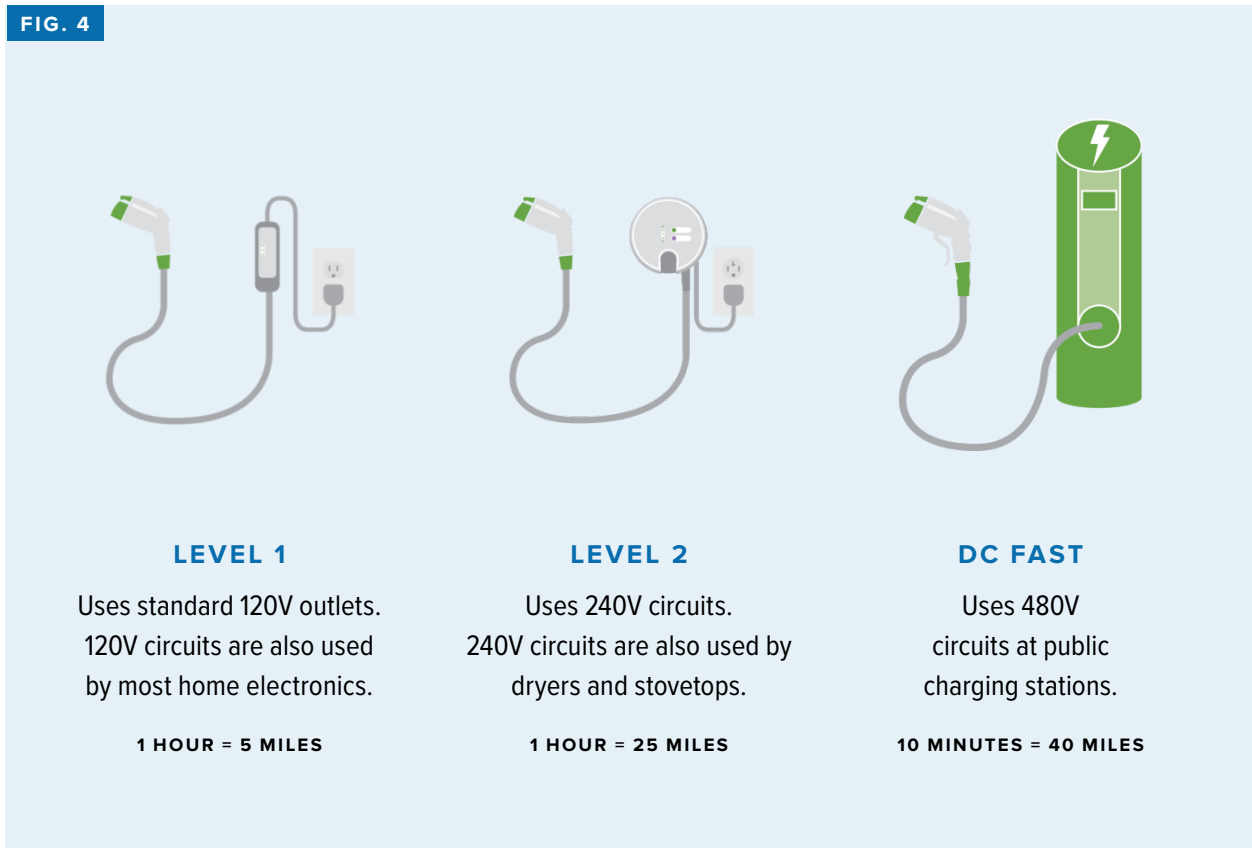 FIG. 4
LEVEL 1
Uses standard 120V outlets.
120V circuits are also used
by most home electronics.
1 HOUR = 5 MILES
LEVEL 2
Uses 240V circuits.
240V circuits are also used by
dryers and stovetops.
1 HOUR = 25 MILES
DC FAST
Uses 480V
circuits at public
charging stations.
10 MINUTES = 40 MILES